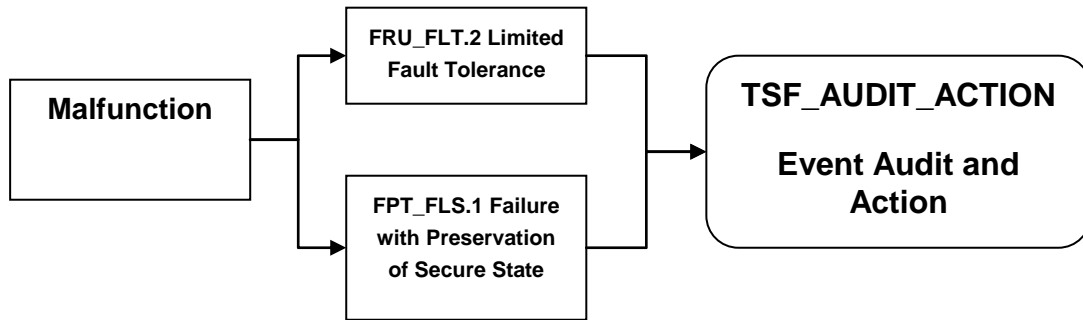 Malfunction
FRU_FLT.2 Limited
Fault Tolerance
FPT_FLS.1 Failure
with Preservation
of Secure State
TSF_AUDIT_ACTION
Event Audit and
Action